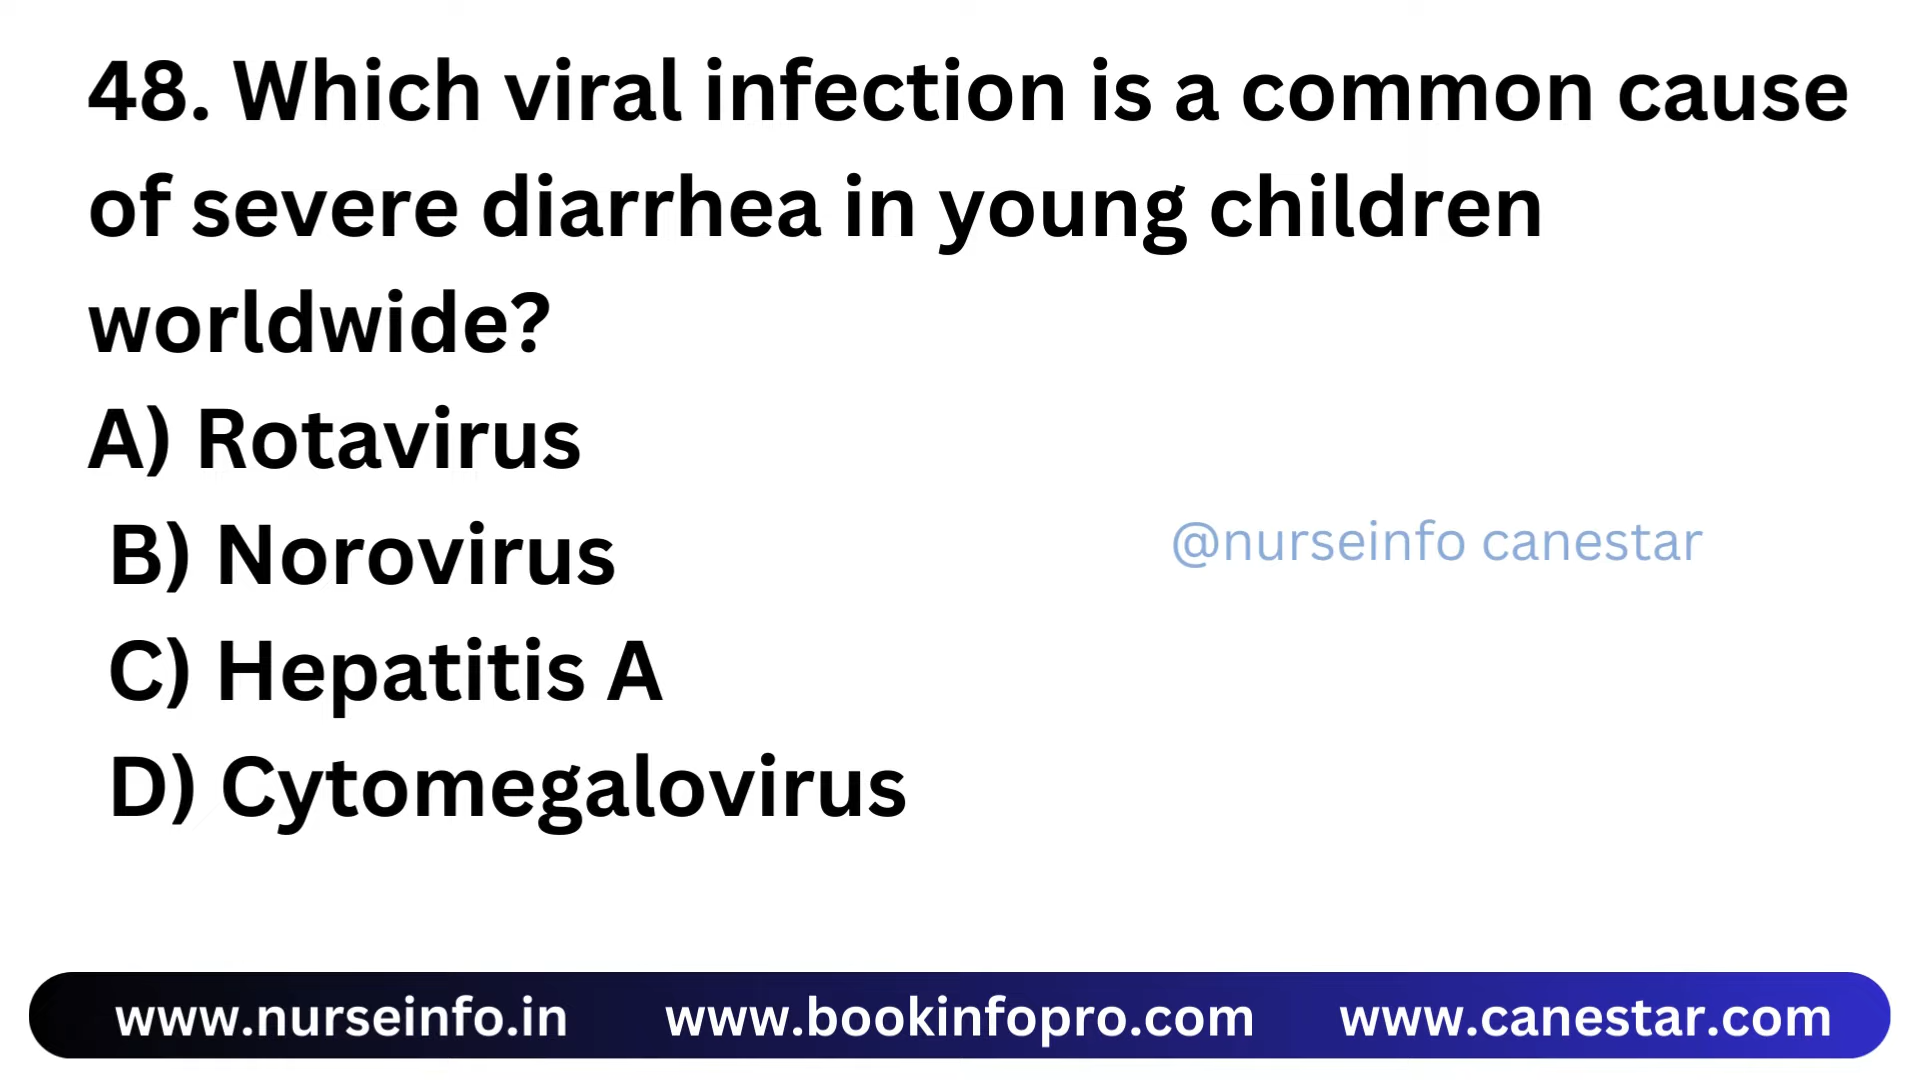 48. Which viral infection is a common cause
of severe diarrhea in young children
worldwide?
A) Rotavirus
B) Norovirus
@nurseinfo canestar
C) Hepatitis A
D) Cytomegalovirus
www.nurseinfo.in www.bookinfopro.com www.canestar.com